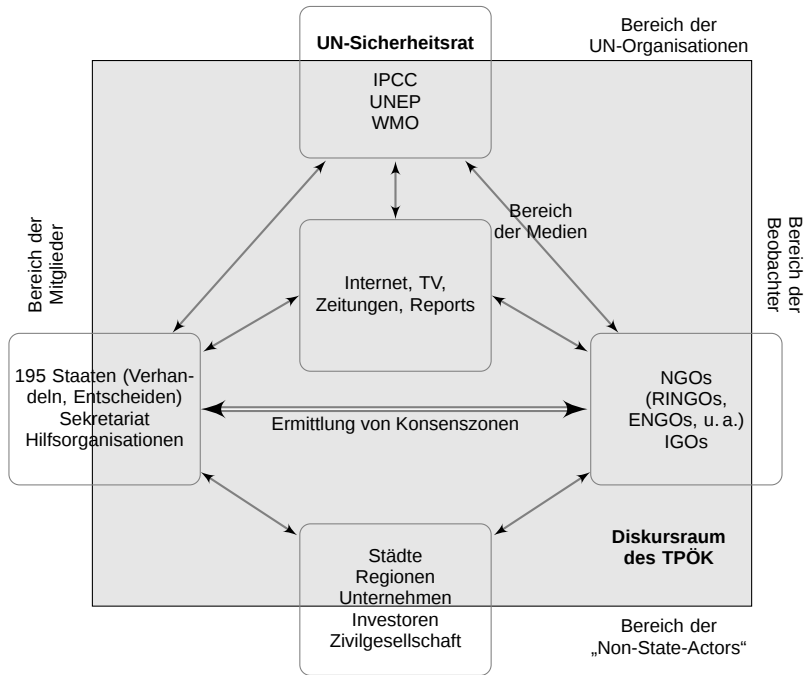 Bereich der
UN-Organisationen
UN-Sicherheitsrat
IPCC
UNEP
WMO
Bereich der
Mitglieder
Bereich
der Medien
Bereich der
Beobachter
Internet, TV,
Zeitungen, Reports
195 Staaten (Verhan-
deln, Entscheiden)
Sekretariat
Hilfsorganisationen
Ermittlung von Konsenszonen
NGOs
(RINGOs,
ENGOs, u. a.)
IGOs
Städte
Regionen
Unternehmen
Investoren
Zivilgesellschaft
Diskursraum
des TPÖK
Bereich der
„Non-State-Actors“